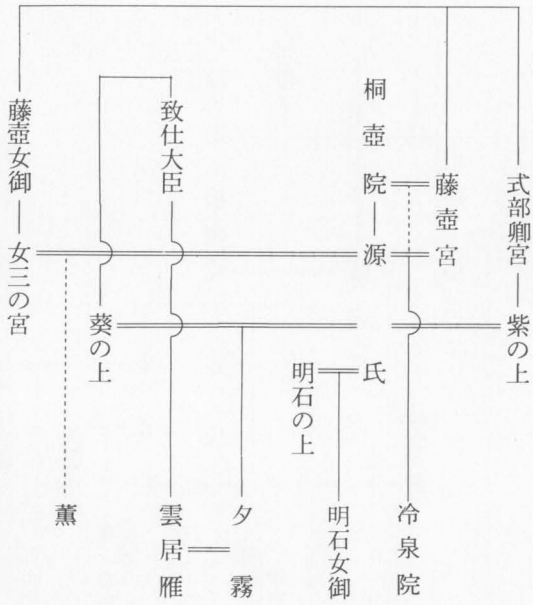 式部卿宮
紫の上
藤壺宮
桐壺院
源氏
冷泉院
明石の上
明石女御
致仕大臣
葵の上
夕霧
雲居雁
藤壺女御
女三の宮
薫